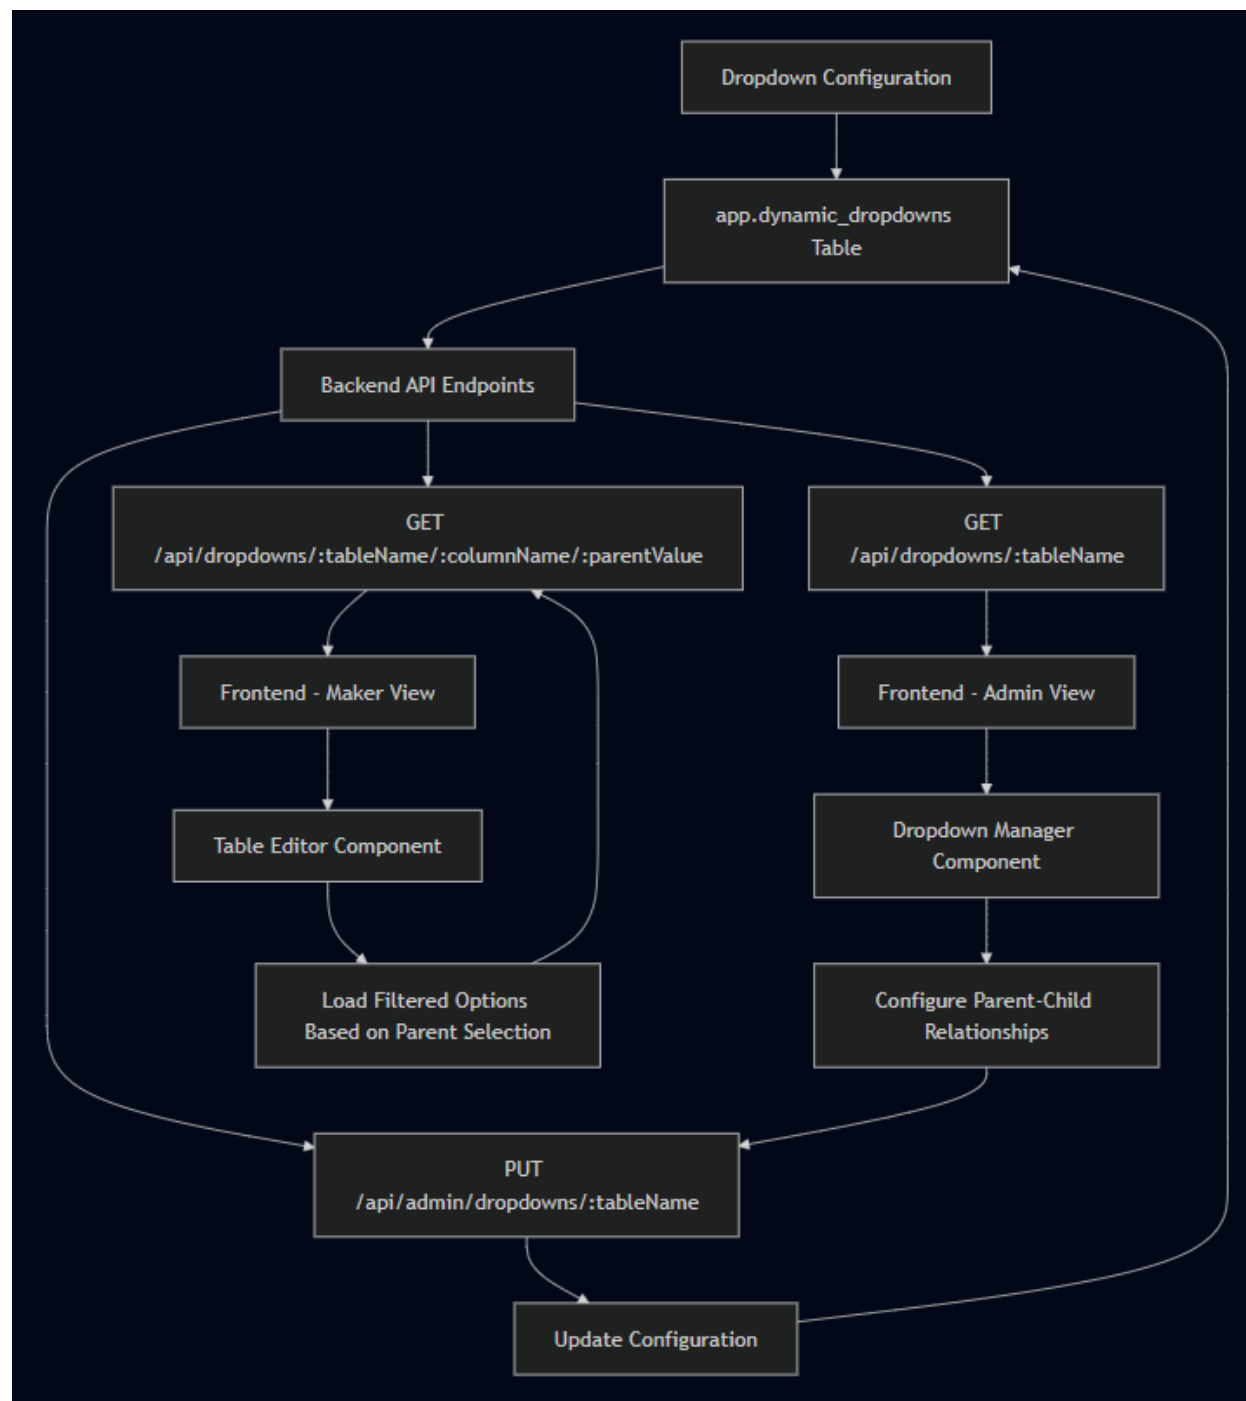 Dropdown Configuration
app.dynamic_dropdowns
Table
Backend API Endpoints
GET
/api/dropdowns/:tableName/:columnName/:parentValue
GET
/api/dropdowns/:tableName
Frontend - Maker View
Frontend - Admin View
Table Editor Component
Dropdown Manager
Component
Load Filtered Options
Based on Parent Selection
Configure Parent-Child
Relationships
PUT
/api/admin/dropdowns/:tableName
Update Configuration